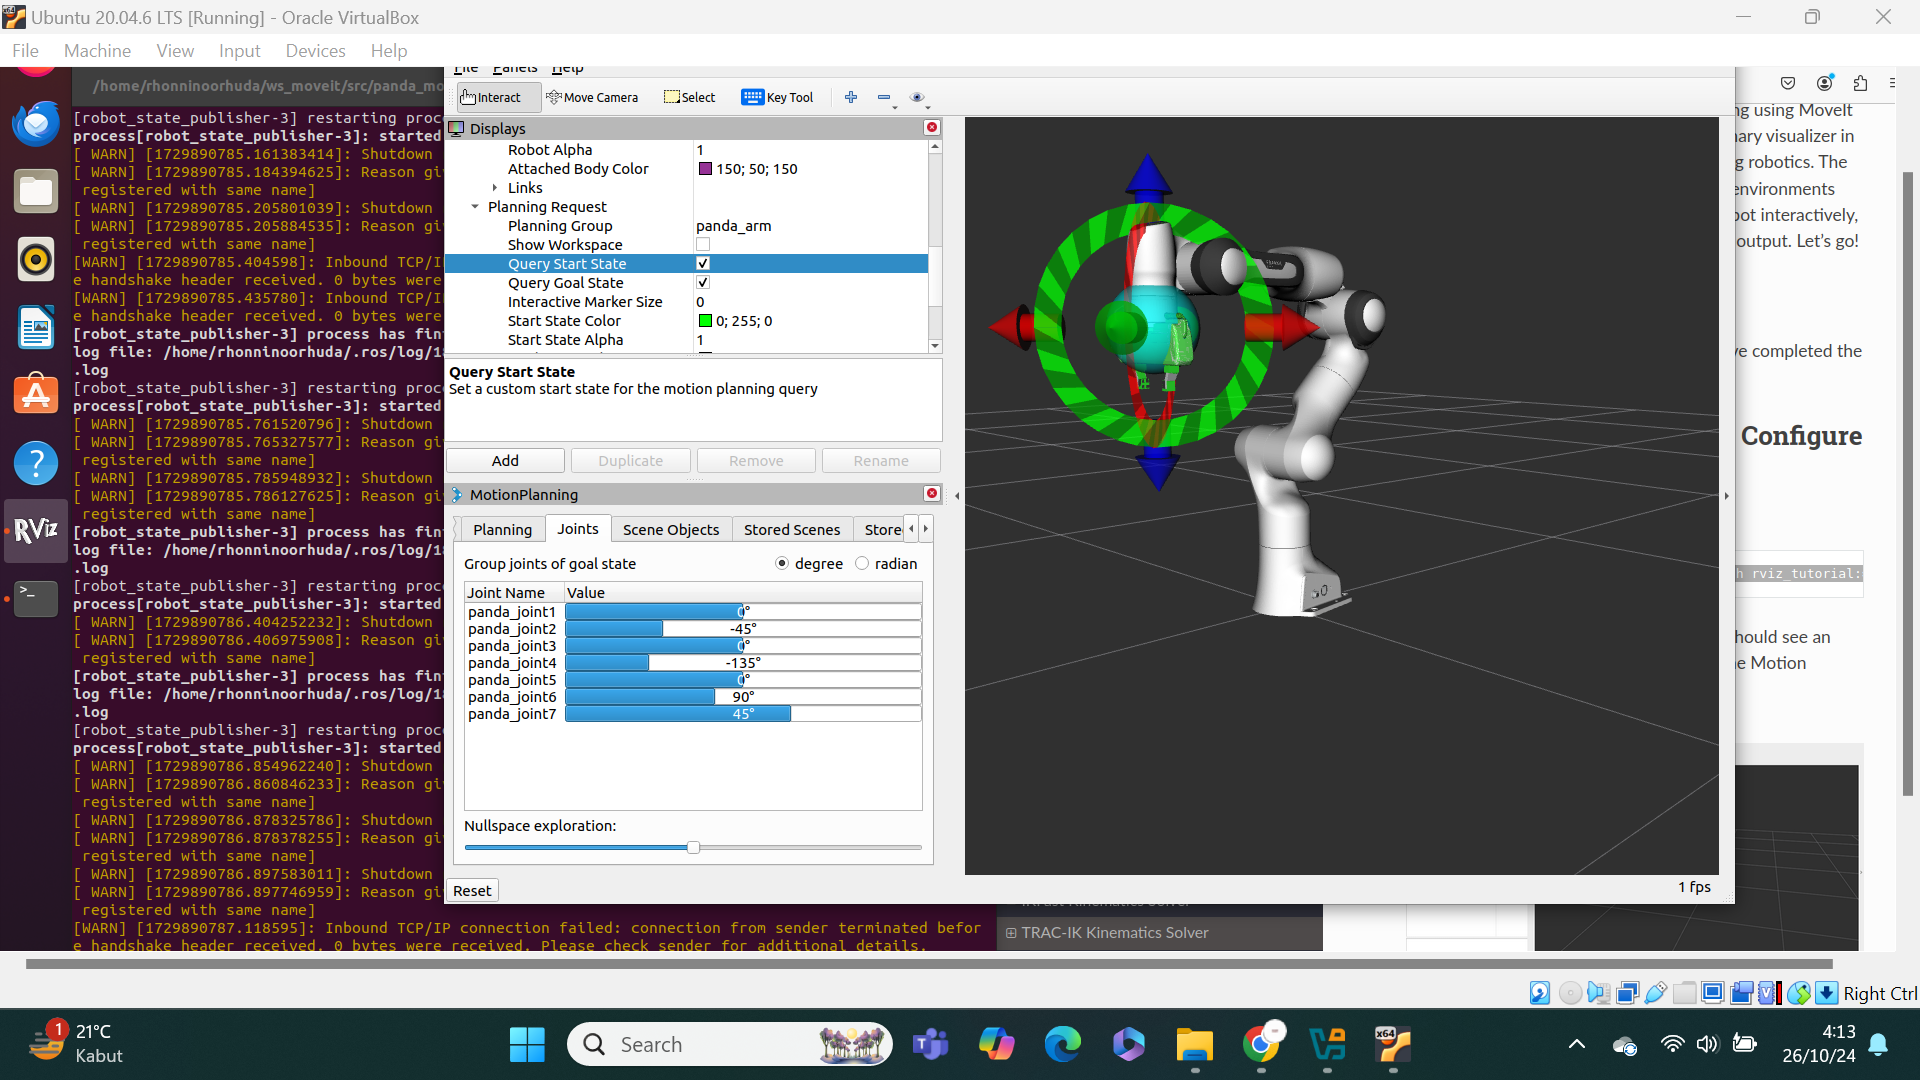 Ubuntu 20.04.6 LTS [Running] - Oracle VirtualBox
File Machine View Input Devices Help
/home/rhonninoorhuda/ws_moveit/src/panda_mo
[robot_state_publisher-3] restarting proc
process[robot_state_publisher-3]: started
[ WARN] [1729890785.161383414]: Shutdown
[ WARN] [1729890785.184394625]: Reason gi
registered with same name]
[ WARN] [1729890785.205801039]: Shutdown
[ WARN] [1729890785.205884535]: Reason gi
registered with same name]
[WARN] [1729890785.404598]: Inbound TCP/I
e handshake header received. 0 bytes were
[WARN] [1729890785.435780]: Inbound TCP/I
e handshake header received. 0 bytes were
[robot_state_publisher-3] process has fin
log file: /home/rhonninoorhuda/.ros/log/1
.log
[robot_state_publisher-3] restarting proc
process[robot_state_publisher-3]: started
[ WARN] [1729890785.761520796]: Shutdown
[ WARN] [1729890785.765327577]: Reason gi
registered with same name]
[ WARN] [1729890785.785948932]: Shutdown
[ WARN] [1729890785.786127625]: Reason gi
registered with same name]
[robot_state_publisher-3] process has fin
log file: /home/rhonninoorhuda/.ros/log/1
.log
[robot_state_publisher-3] restarting proc
process[robot_state_publisher-3]: started
[ WARN] [1729890786.404252232]: Shutdown
[ WARN] [1729890786.406975908]: Reason gi
registered with same name]
[robot_state_publisher-3] process has fin
log file: /home/rhonninoorhuda/.ros/log/1
.log
[robot_state_publisher-3] restarting proc
process[robot_state_publisher-3]: started
[ WARN] [1729890786.854962240]: Shutdown
[ WARN] [1729890786.860846233]: Reason gi
registered with same name]
[ WARN] [1729890786.878325786]: Shutdown
[ WARN] [1729890786.878378255]: Reason gi
registered with same name]
[ WARN] [1729890786.897583011]: Shutdown
[ WARN] [1729890786.897746959]: Reason gi
registered with same name]
[WARN] [1729890787.118595]: Inbound TCP/IP connection failed: connection from sender terminated befor
e handshake header received. 0 bytes were received. Please check sender for additional details.
RViz
File Panels Help
Interact Move Camera Select Key Tool
Displays
Robot Alpha 1
Attached Body Color 150; 50; 150
Links
Planning Request
Planning Group panda_arm
Show Workspace
Query Start State
Query Goal State
Interactive Marker Size 0
Start State Color 0; 255; 0
Start State Alpha 1
Query Start State
Set a custom start state for the motion planning query
Add Duplicate Remove Rename
MotionPlanning
Planning Joints Scene Objects Stored Scenes Store
Group joints of goal state degree radian
Joint Name Value
panda_joint1 0°
panda_joint2 -45°
panda_joint3 0°
panda_joint4 -135°
panda_joint5 0°
panda_joint6 90°
panda_joint7 45°
Nullspace exploration:
Reset
1 fps
ng using MoveIt
nary visualizer in
g robotics. The
environments
bot interactively,
output. Let's go!
ve completed the
Configure
h rviz_tutorial:
hould see an
e Motion
IKFast Kinematics Solver
TRAC-IK Kinematics Solver
Right Ctrl
1
21°C
Kabut
Search
x64
4:13
26/10/24